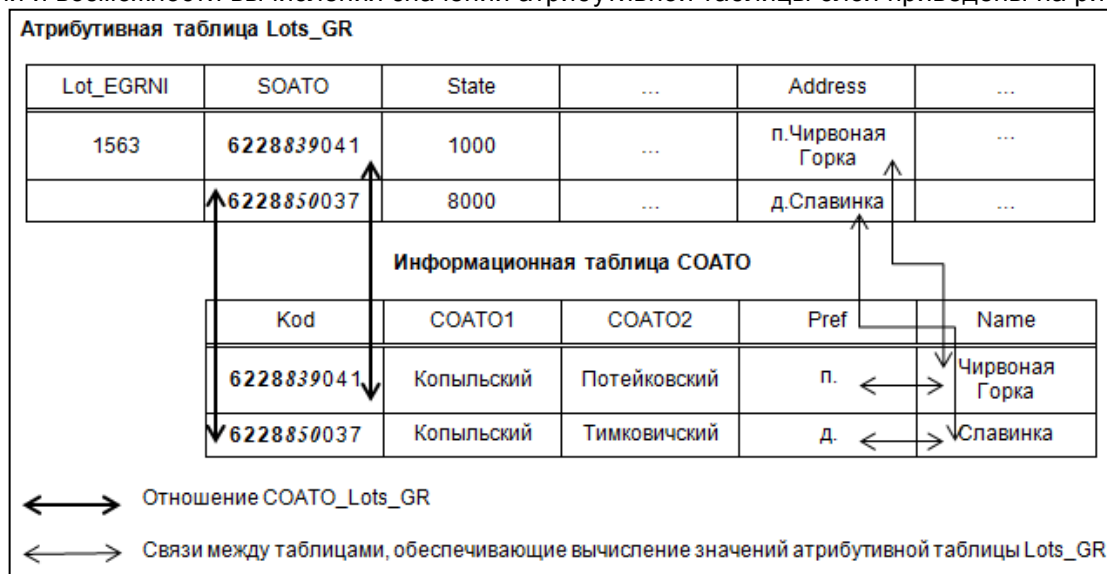 Атрибутивная таблица Lots_GR
Lot_EGRNI SOATO State ... Address ...
1563 6228839041 1000 ... п.Чирвоная Горка ...
6228850037 8000 ... д.Славинка ...
Информационная таблица СОАТО
Kod СОАТО1 СОАТО2 Pref Name
6228839041 Копыльский Потейковский п. Чирвоная Горка
6228850037 Копыльский Тимковичский д. Славинка
Отношение СОАТО_Lots_GR
Связи между таблицами, обеспечивающие вычисление значений атрибутивной таблицы Lots_GR